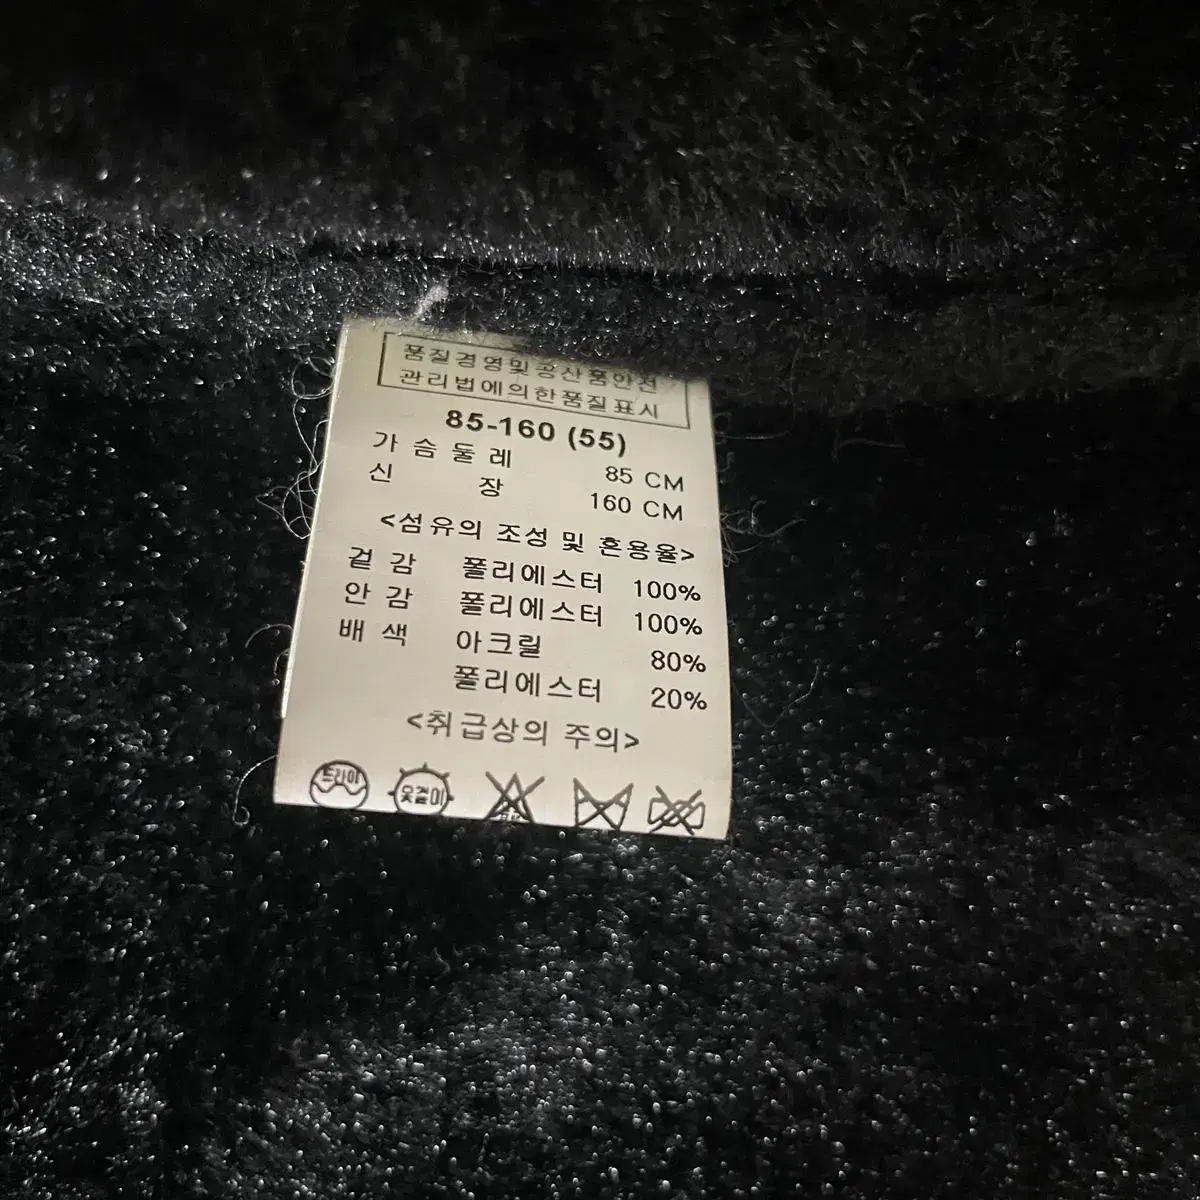 품질경영및공산품안전
관리법에의한품질표시
85-160 (55)
가 슴 둘 레 85 CM
신 장 160 CM
<섬유의 조성 및 혼용율>
겉 감 폴리에스터 100%
안 감 폴리에스터 100%
배 색 아크릴 80%
폴리에스터 20%
<취급상의 주의>
드라이 옷걸이